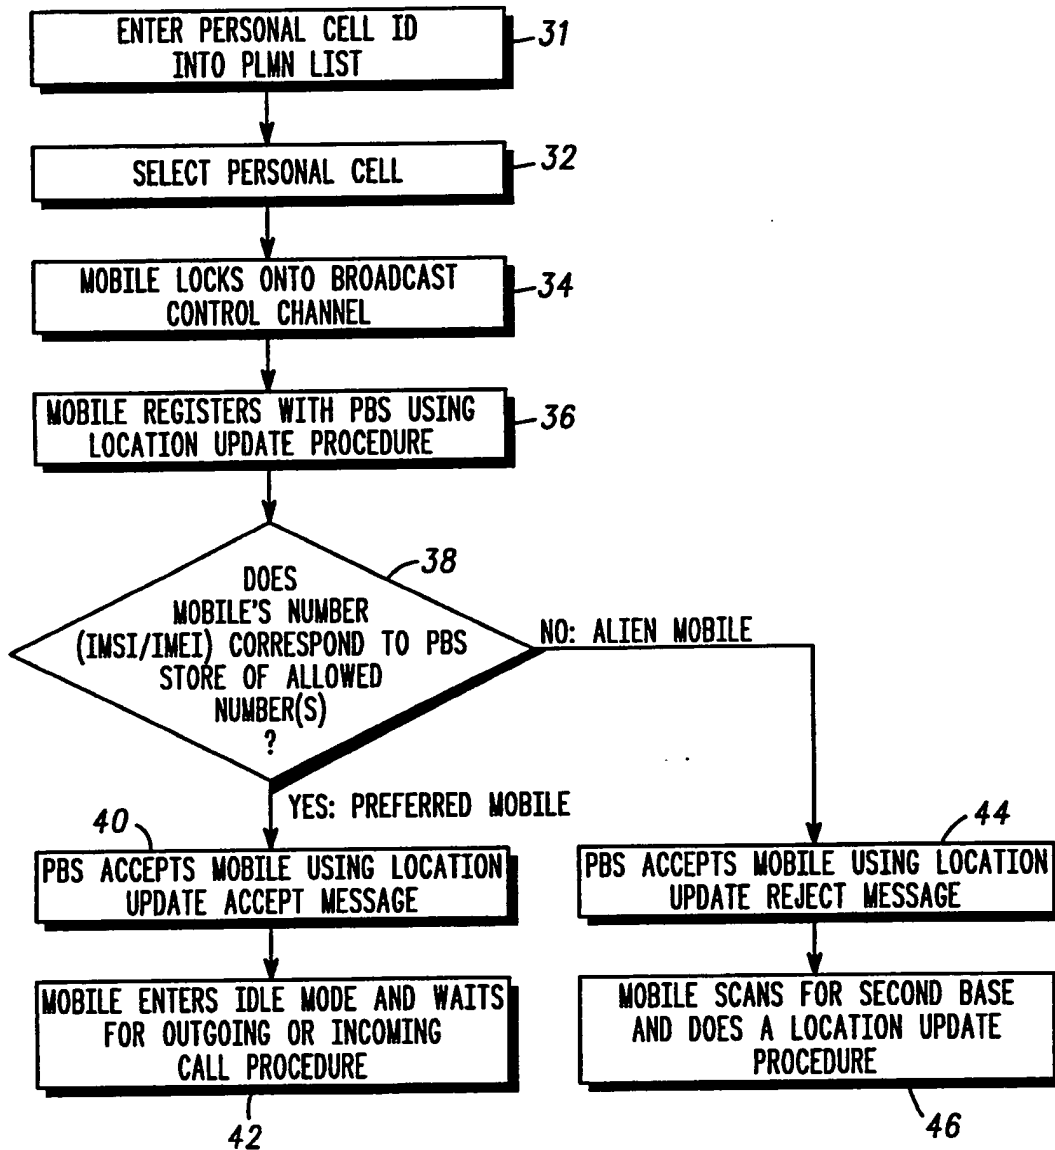 ENTER PERSONAL CELL ID
INTO PLMN LIST
31
SELECT PERSONAL CELL
32
MOBILE LOCKS ONTO BROADCAST
CONTROL CHANNEL
34
MOBILE REGISTERS WITH PBS USING
LOCATION UPDATE PROCEDURE
36
38
DOES
MOBILE'S NUMBER
(IMSI/IMEI) CORRESPOND TO PBS
STORE OF ALLOWED
NUMBER(S)
?
NO: ALIEN MOBILE
YES: PREFERRED MOBILE
40
PBS ACCEPTS MOBILE USING LOCATION
UPDATE ACCEPT MESSAGE
44
PBS ACCEPTS MOBILE USING LOCATION
UPDATE REJECT MESSAGE
MOBILE ENTERS IDLE MODE AND WAITS
FOR OUTGOING OR INCOMING
CALL PROCEDURE
42
MOBILE SCANS FOR SECOND BASE
AND DOES A LOCATION UPDATE
PROCEDURE
46